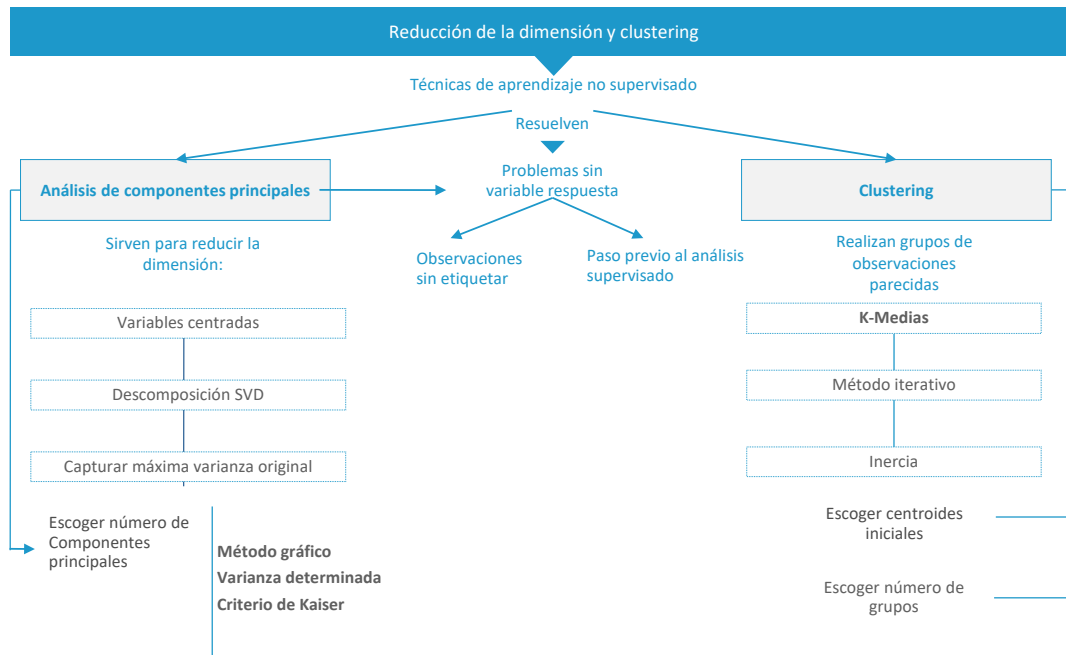 Reducción de la dimensión y clustering
Técnicas de aprendizaje no supervisado
Resuelven
Análisis de componentes principales
Problemas sin
variable respuesta
Clustering
Sirven para reducir la
dimensión:
Observaciones
sin etiquetar
Paso previo al análisis
supervisado
Realizan grupos de
observaciones
parecidas
Variables centradas
Descomposición SVD
Capturar máxima varianza original
K-Medias
Método iterativo
Inercia
Escoger número de
Componentes
principales
Método gráfico
Varianza determinada
Criterio de Kaiser
Escoger centroides
iniciales
Escoger número de
grupos